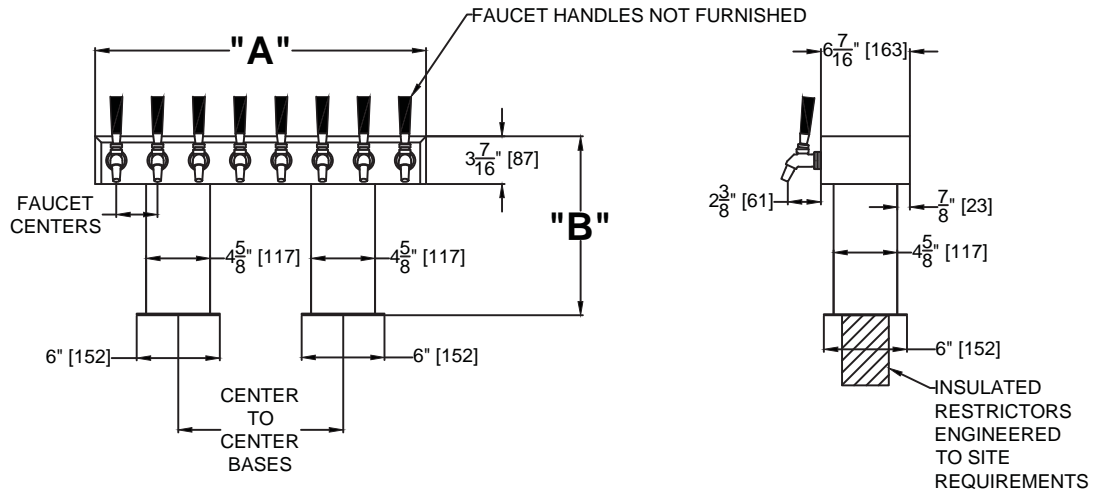 FAUCET HANDLES NOT FURNISHED
"A"
3 7/16" [87]
FAUCET
CENTERS
"B"
4 5/8" [117]
4 5/8" [117]
6" [152]
6" [152]
CENTER
TO
CENTER
BASES
6 7/16" [163]
2 3/8" [61]
7/8" [23]
4 5/8" [117]
6" [152]
INSULATED
RESTRICTORS
ENGINEERED
TO SITE
REQUIREMENTS